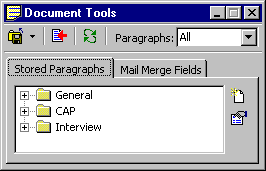 Document Tools
Paragraphs: All
Stored Paragraphs Mail Merge Fields
General
CAP
Interview